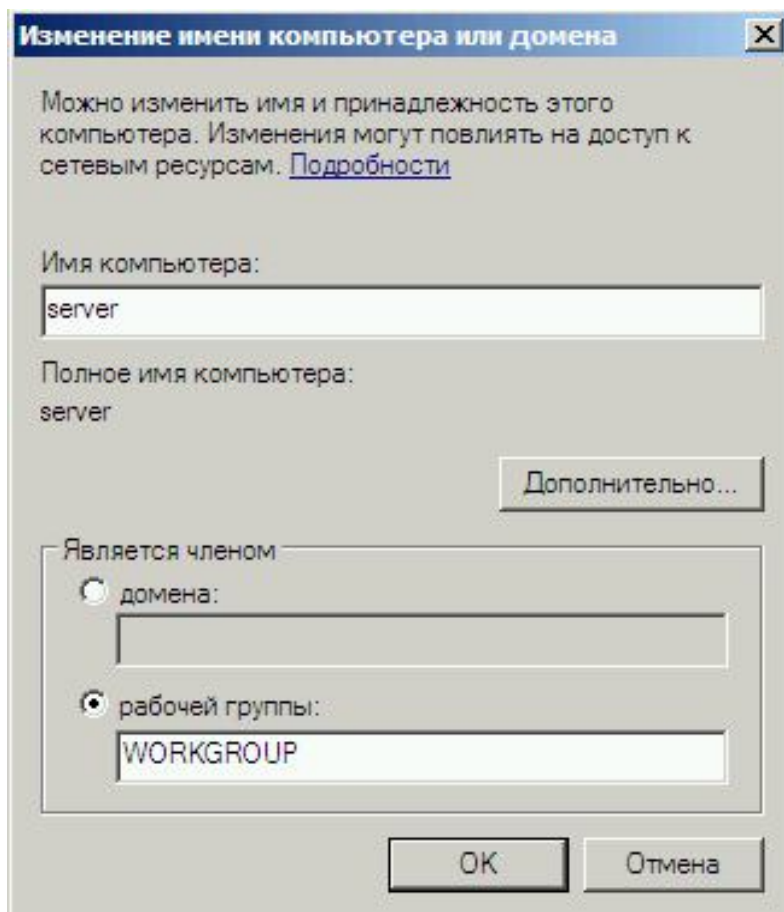 Изменение имени компьютера или домена
Можно изменить имя и принадлежность этого
компьютера. Изменения могут повлиять на доступ к
сетевым ресурсам. Подробности
Имя компьютера:
server
Полное имя компьютера:
server
Дополнительно...
Является членом
домена:
рабочей группы:
WORKGROUP
OK
Отмена